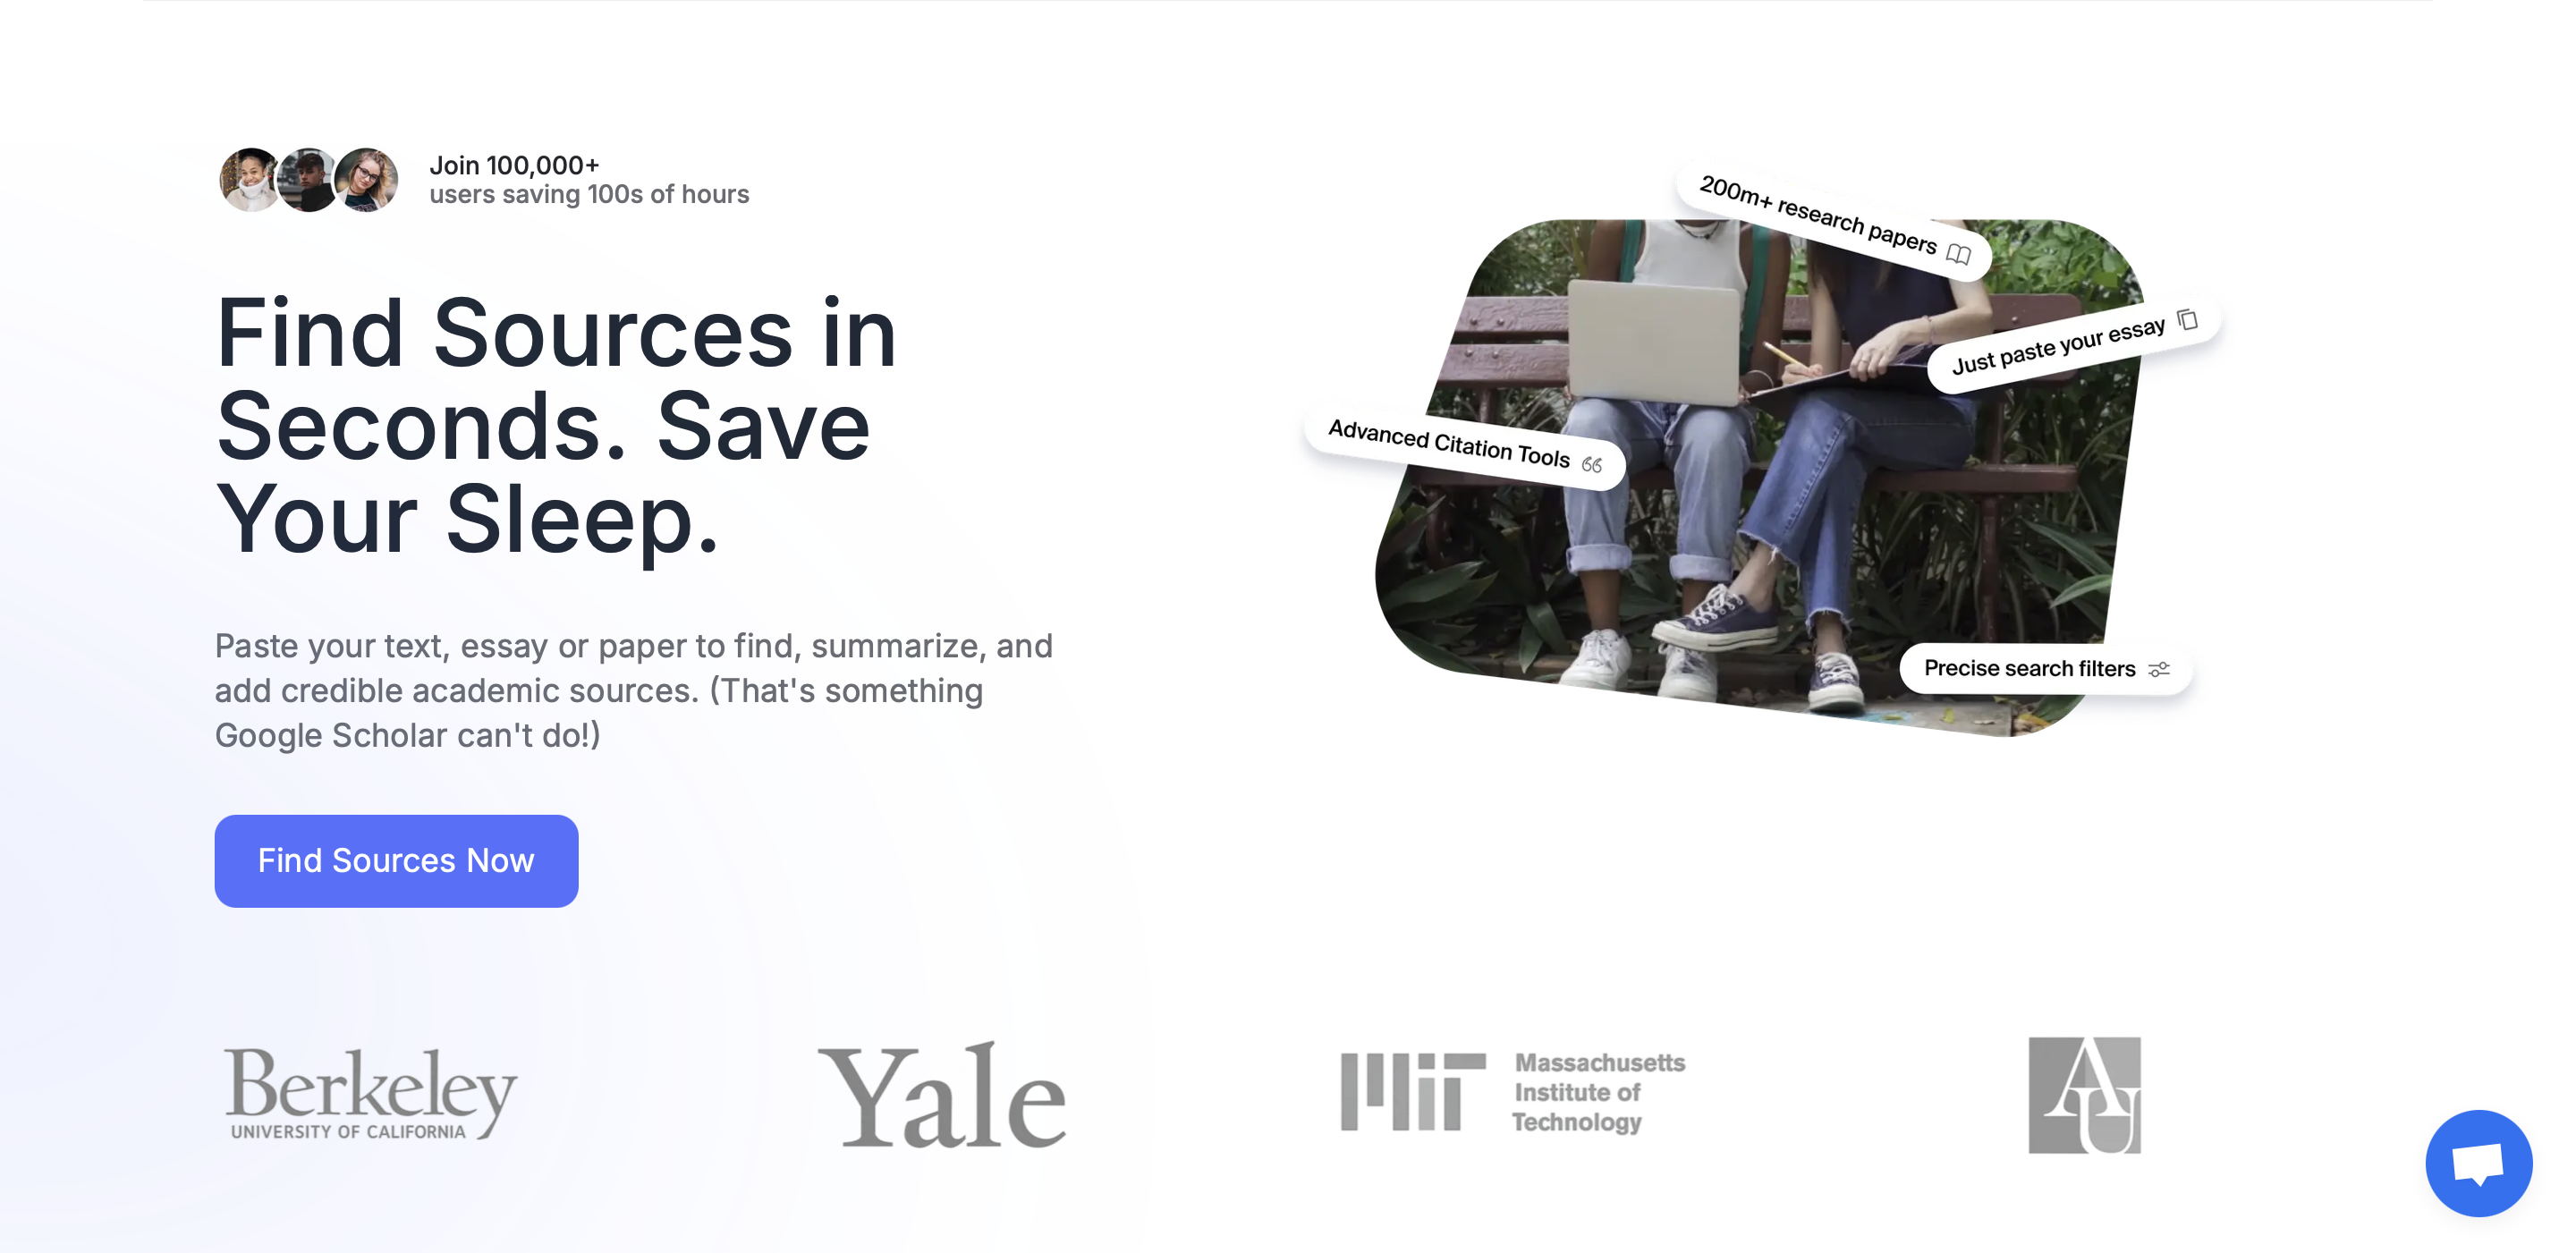 Join 100,000+
users saving 100s of hours
Find Sources in
Seconds. Save
Your Sleep.
Paste your text, essay or paper to find, summarize, and
add credible academic sources. (That's something
Google Scholar can't do!)
Find Sources Now
200m+ research papers
Just paste your essay
Advanced Citation Tools
Precise search filters
Berkeley
UNIVERSITY OF CALIFORNIA
Yale
MIT
Massachusetts
Institute of
Technology
AU